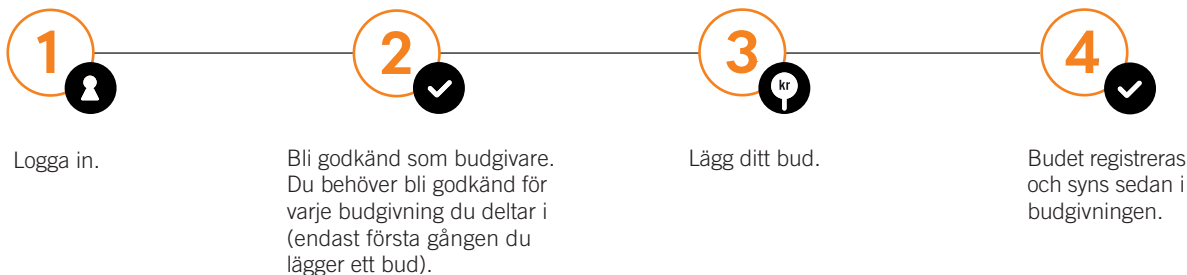 1
Logga in.
2
Bli godkänd som budgivare.
Du behöver bli godkänd för
varje budgivning du deltar i
(endast första gången du
lägger ett bud).
3
kr
Lägg ditt bud.
4
Budet registreras
och syns sedan i
budgivningen.